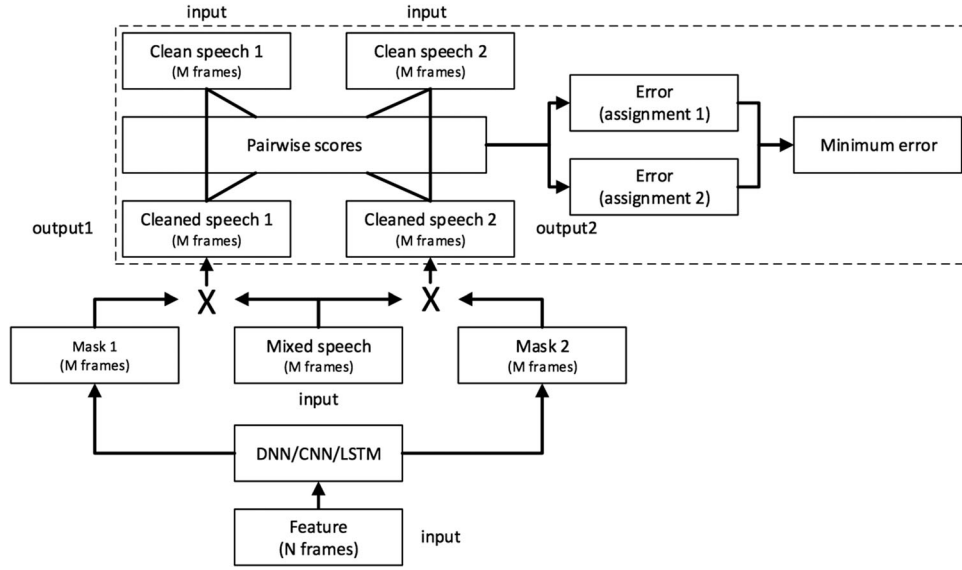 input
input
Clean speech 1
(M frames)
Clean speech 2
(M frames)
Error
(assignment 1)
Pairwise scores
Minimum error
Error
(assignment 2)
output1
Cleaned speech 1
(M frames)
Cleaned speech 2
(M frames)
output2
X
X
Mask 1
(M frames)
Mixed speech
(M frames)
Mask 2
(M frames)
input
DNN/CNN/LSTM
Feature
(N frames)
input